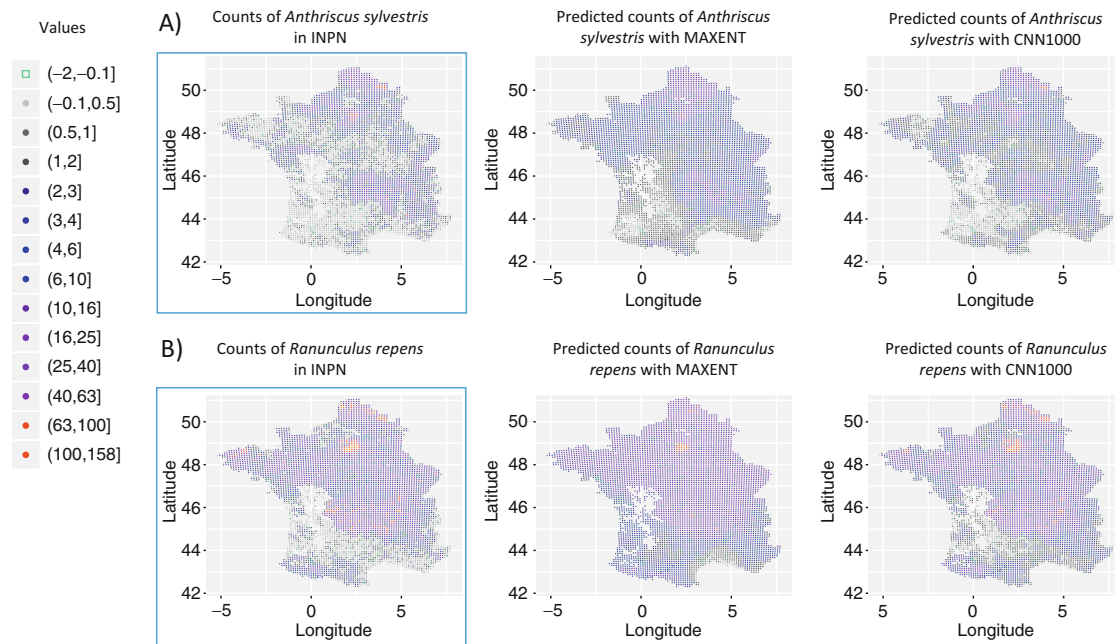 Values
(−2,−0.1]
(−0.1,0.5]
(0.5,1]
(1,2]
(2,3]
(3,4]
(4,6]
(6,10]
(10,16]
(16,25]
(25,40]
(40,63]
(63,100]
(100,158]
A)
Counts of Anthriscus sylvestris
in INPN
Latitude
50
48
46
44
42
−5
0
5
Longitude
Predicted counts of Anthriscus
sylvestris with MAXENT
Latitude
50
48
46
44
42
−5
0
5
Longitude
Predicted counts of Anthriscus
sylvestris with CNN1000
Latitude
50
48
46
44
42
5
0
5
Longitude
B)
Counts of Ranunculus repens
in INPN
Latitude
50
48
46
44
42
−5
0
5
Longitude
Predicted counts of Ranunculus
repens with MAXENT
Latitude
50
48
46
44
42
−5
0
5
Longitude
Predicted counts of Ranunculus
repens with CNN1000
Latitude
50
48
46
44
42
5
0
5
Longitude